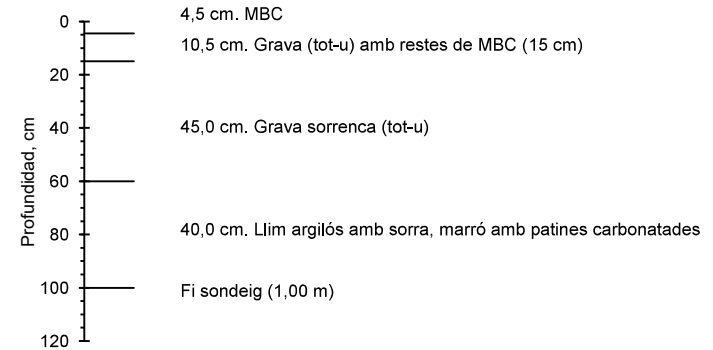 4,5 cm. MBC
0
10,5 cm. Grava (tot-u) amb restes de MBC (15 cm)
20
40
45,0 cm. Grava sorrenca (tot-u)
Profundidad, cm
60
80
40,0 cm. Llim argilós amb sorra, marró amb patines carbonatades
100
Fi sondeig (1,00 m)
120